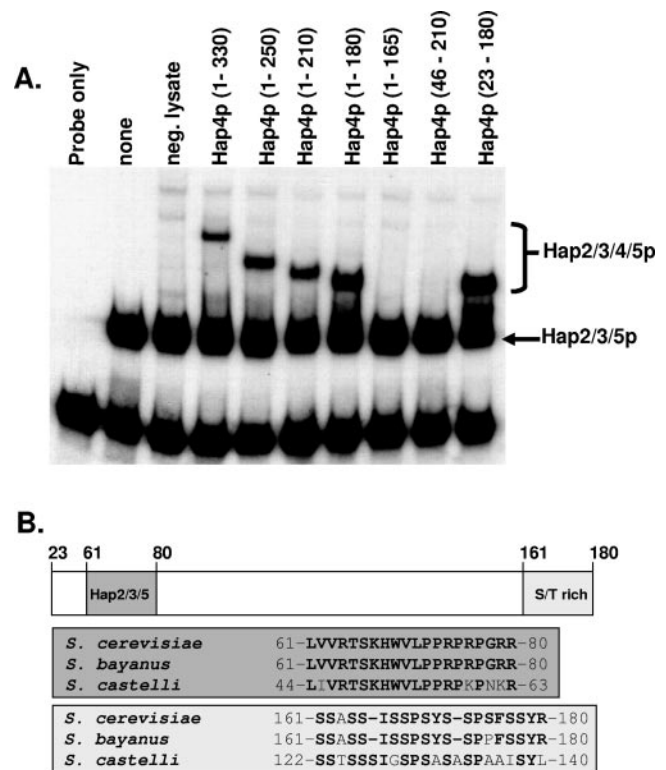 A.
Probe only
none
neg. lysate
Hap4p (1- 330)
Hap4p (1- 250)
Hap4p (1- 210)
Hap4p (1- 180)
Hap4p (1- 165)
Hap4p (46 - 210)
Hap4p (23 - 180)
Hap2/3/4/5p
Hap2/3/5p
B.
23 61 80 161 180
Hap2/3/5 S/T rich
S. cerevisiae 61-LVVRTSKHWVLPPRPRPGRR-80
S. bayanus 61-LVVRTSKHWVLPPRPRPGRR-80
S. castelli 44-LIVRTSKHWVLPPRPKPNKR-63
S. cerevisiae 161-SSASS-ISSPSYS-SPSFSSYR-180
S. bayanus 161-SSASS-ISSPSYS-SPPFSSYR-180
S. castelli 122-SSTSSSIGSPSASASPAAISYL-140